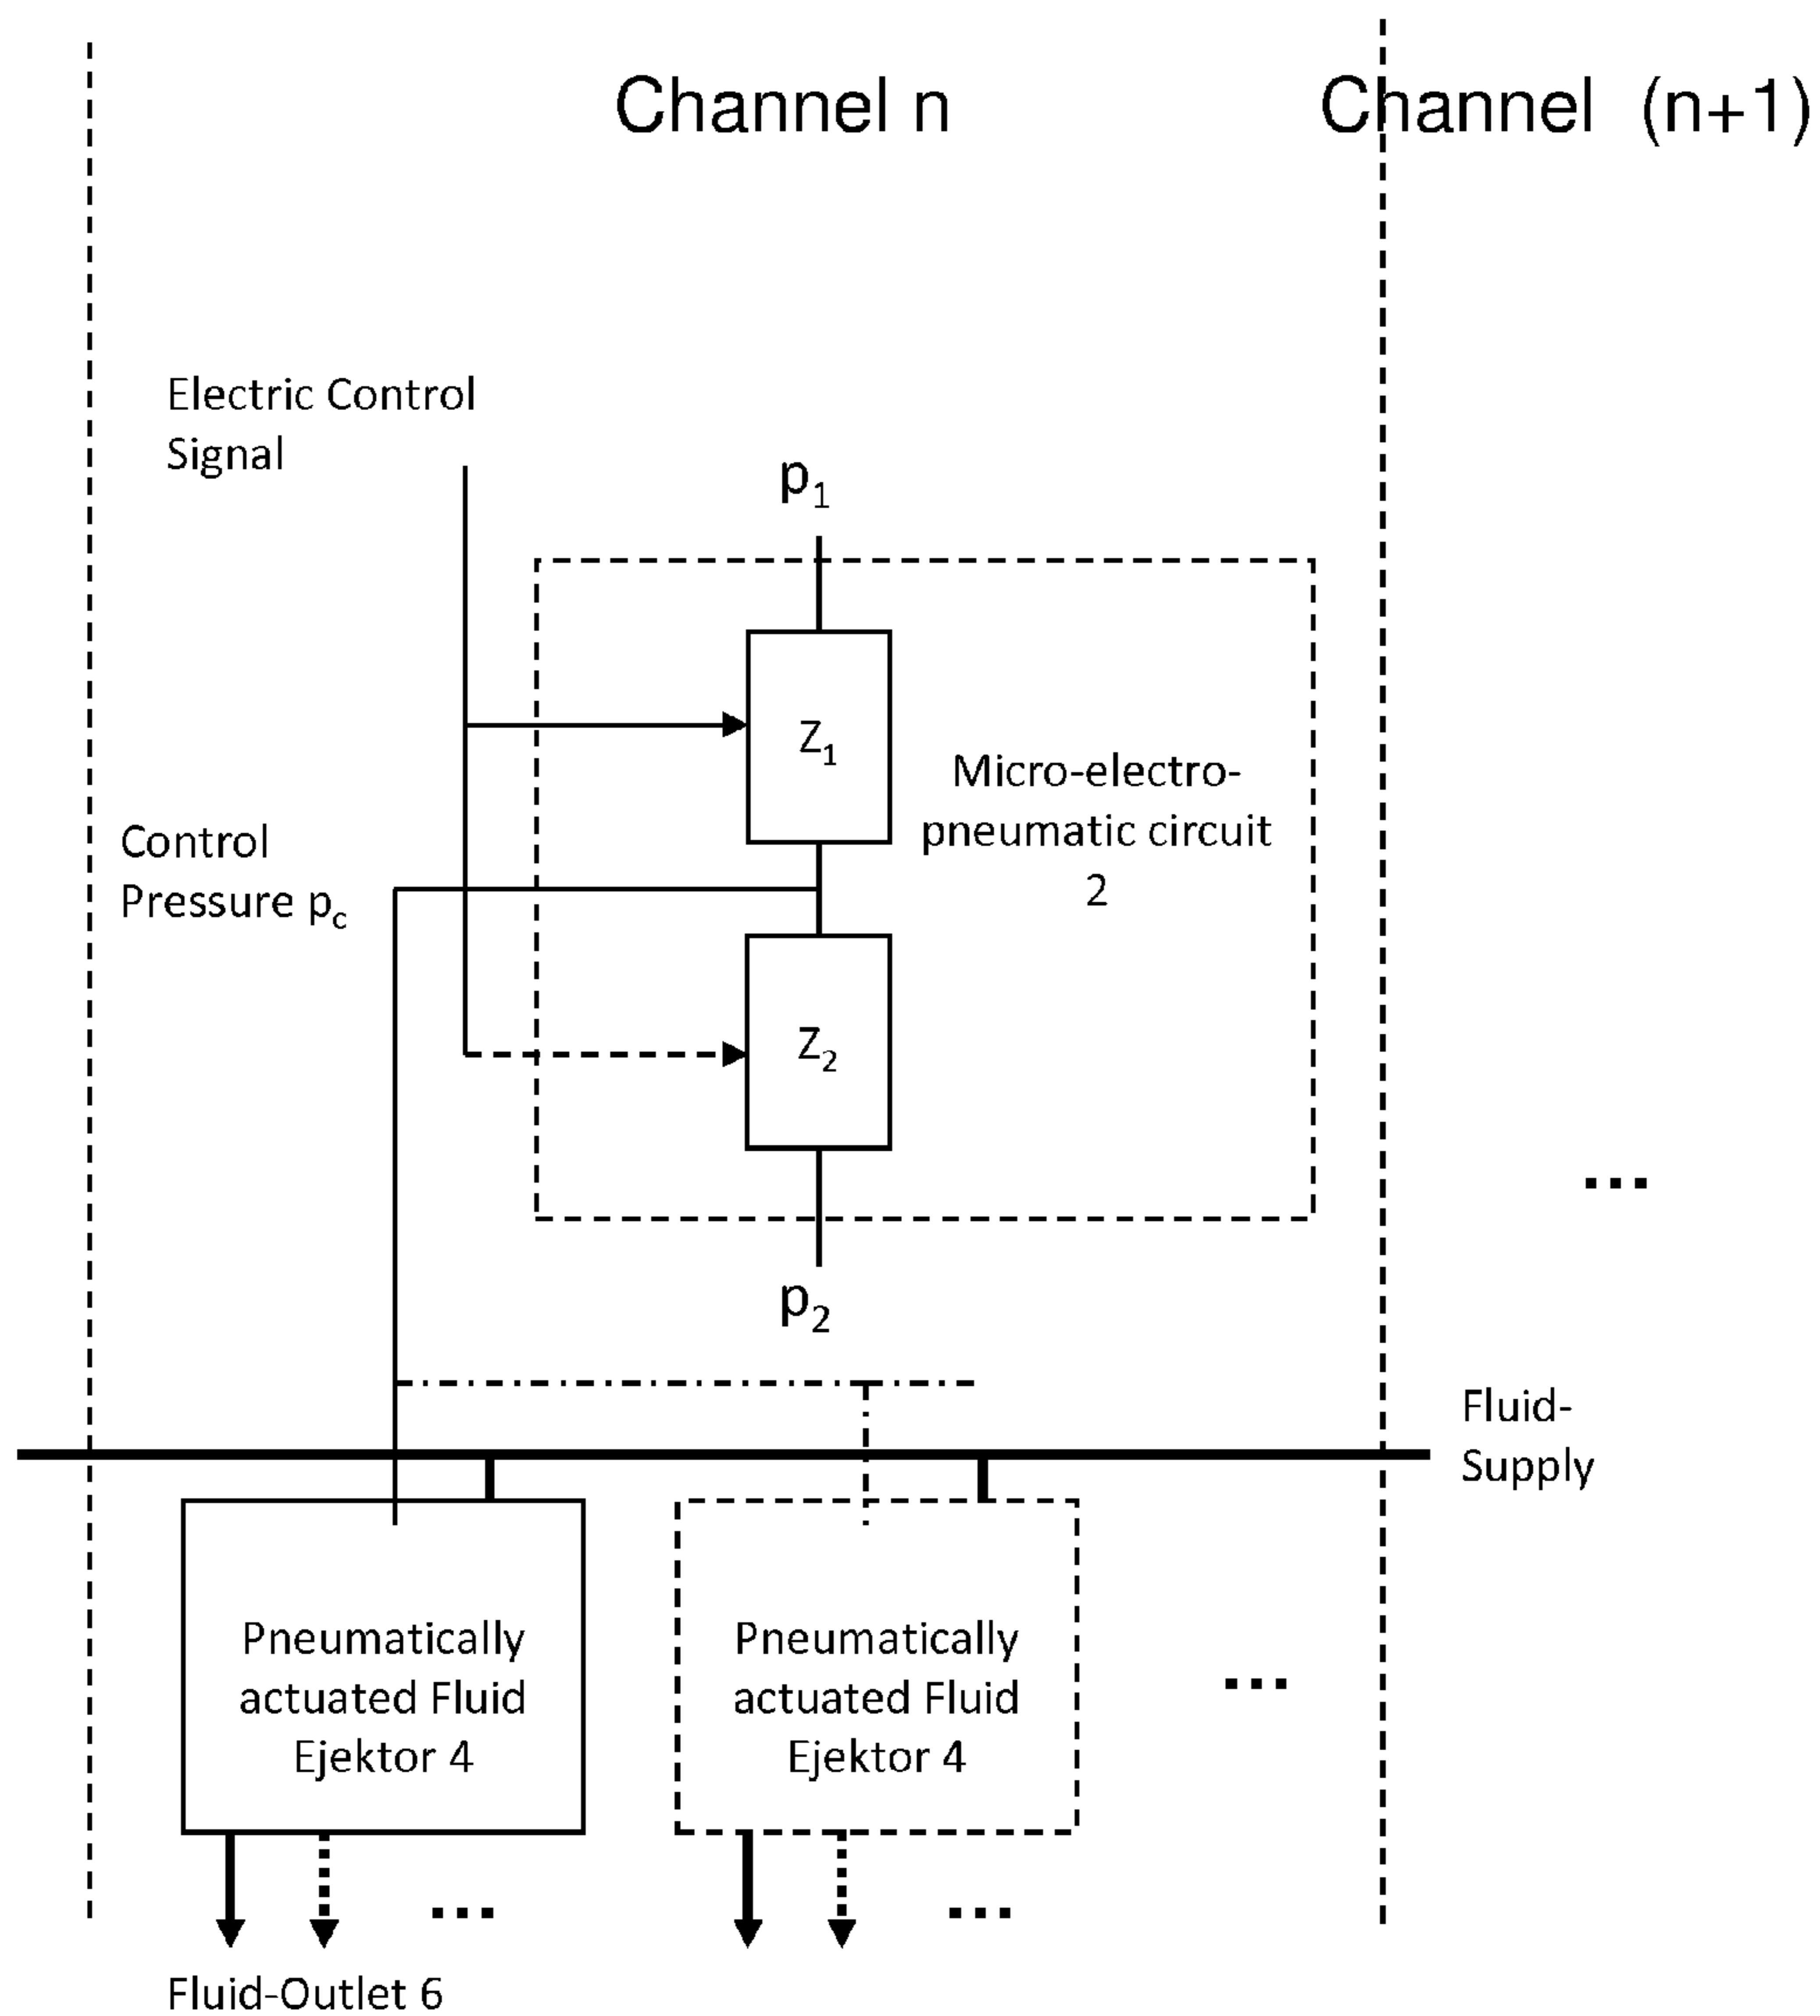 Channel n
Channel (n+1)
Electric Control
Signal
p1
Z1
Micro-electro-
pneumatic circuit
2
Control
Pressure pc
Z2
...
p2
Fluid-
Supply
Pneumatically
actuated Fluid
Ejektor 4
Pneumatically
actuated Fluid
Ejektor 4
...
...
...
Fluid-Outlet 6